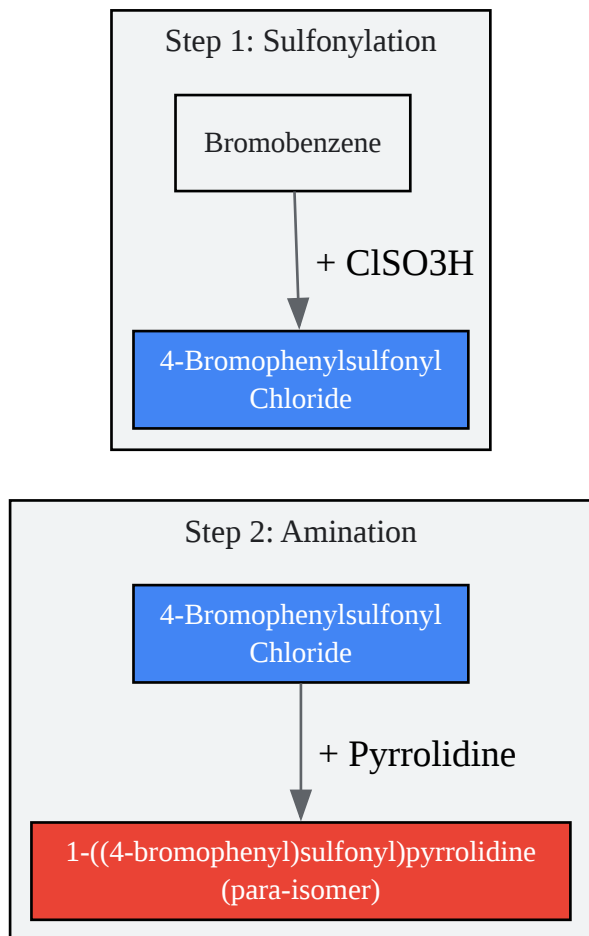 Step 1: Sulfonylation
Bromobenzene
+ ClSO3H
4-Bromophenylsulfonyl
Chloride
Step 2: Amination
4-Bromophenylsulfonyl
Chloride
+ Pyrrolidine
1-((4-bromophenyl)sulfonyl)pyrrolidine
(para-isomer)